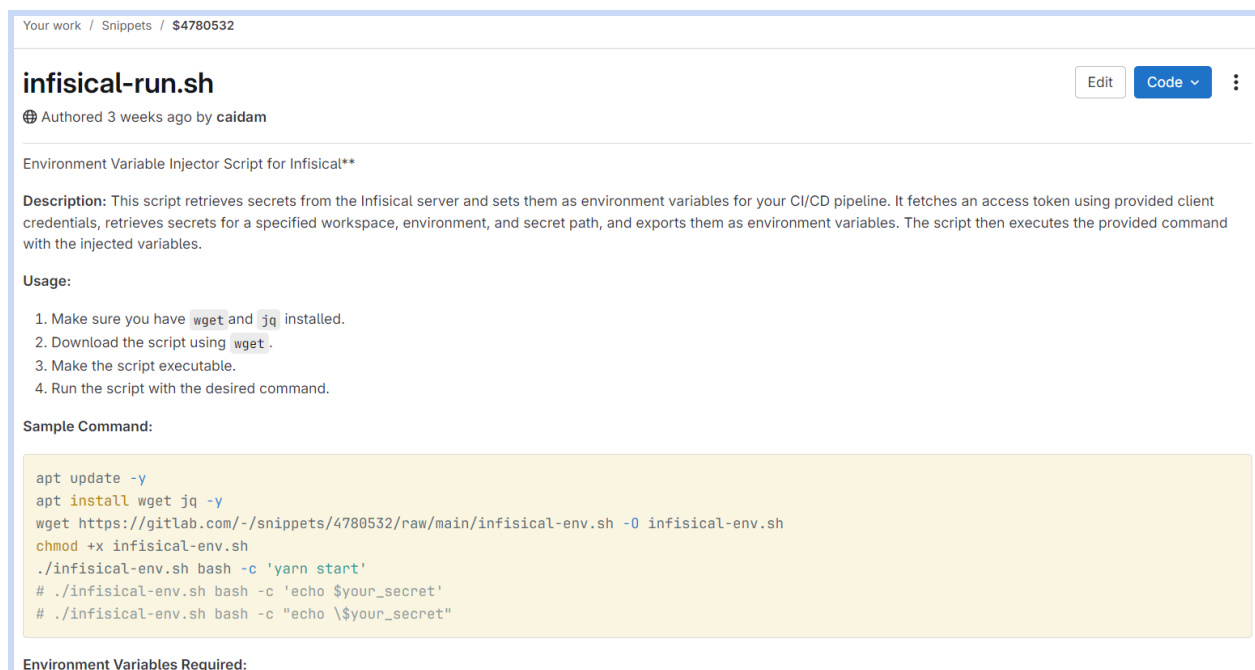 Your work / Snippets / $4780532
infisical-run.sh
Edit
Code
Authored 3 weeks ago by caidam
Environment Variable Injector Script for Infisical**
Description: This script retrieves secrets from the Infisical server and sets them as environment variables for your CI/CD pipeline. It fetches an access token using provided client
credentials, retrieves secrets for a specified workspace, environment, and secret path, and exports them as environment variables. The script then executes the provided command
with the injected variables.
Usage:
1. Make sure you have wget and jq installed.
2. Download the script using wget.
3. Make the script executable.
4. Run the script with the desired command.
Sample Command:
apt update -y
apt install wget jq -y
wget https://gitlab.com/-/snippets/4780532/raw/main/infisical-env.sh -O infisical-env.sh
chmod +x infisical-env.sh
./infisical-env.sh bash -c 'yarn start'
# ./infisical-env.sh bash -c 'echo $your_secret'
# ./infisical-env.sh bash -c "echo \$your_secret"
Environment Variables Required: